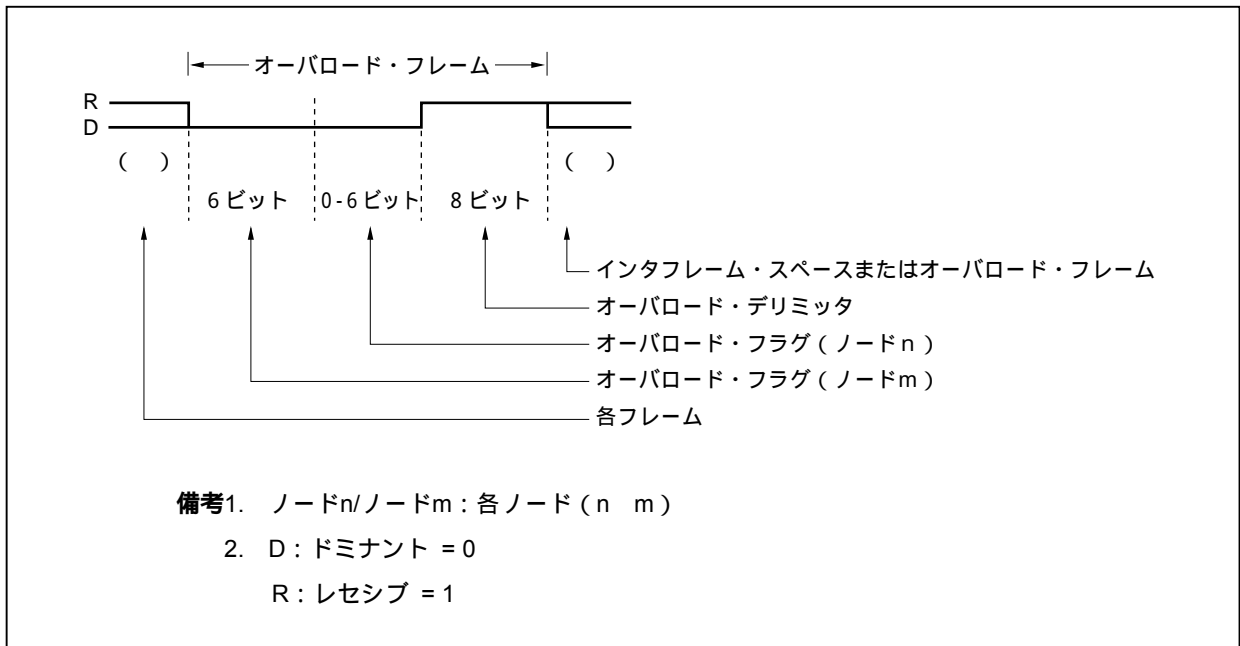 オーバロード・フレーム
R
D
( ) ( )
6 ビット 0-6 ビット 8 ビット
インタフレーム・スペースまたはオーバロード・フレーム
オーバロード・デリミッタ
オーバロード・フラグ(ノードn)
オーバロード・フラグ(ノードm)
各フレーム
備考1. ノードn/ノードm:各ノード(n m)
2. D:ドミナント = 0
R:レセシブ = 1